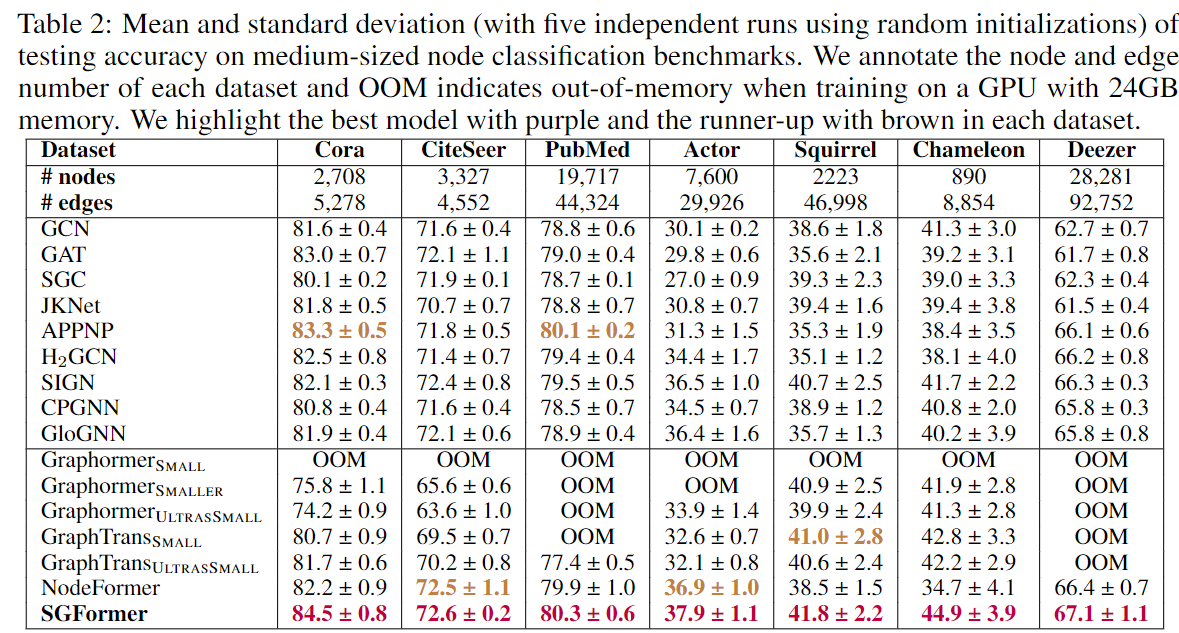 Table 2: Mean and standard deviation (with five independent runs using random initializations) of
testing accuracy on medium-sized node classification benchmarks. We annotate the node and edge
number of each dataset and OOM indicates out-of-memory when training on a GPU with 24GB
memory. We highlight the best model with purple and the runner-up with brown in each dataset.
Dataset Cora CiteSeer PubMed Actor Squirrel Chameleon Deezer
# nodes 2,708 3,327 19,717 7,600 2223 890 28,281
# edges 5,278 4,552 44,324 29,926 46,998 8,854 92,752
GCN 81.6 ± 0.4 71.6 ± 0.4 78.8 ± 0.6 30.1 ± 0.2 38.6 ± 1.8 41.3 ± 3.0 62.7 ± 0.7
GAT 83.0 ± 0.7 72.1 ± 1.1 79.0 ± 0.4 29.8 ± 0.6 35.6 ± 2.1 39.2 ± 3.1 61.7 ± 0.8
SGC 80.1 ± 0.2 71.9 ± 0.1 78.7 ± 0.1 27.0 ± 0.9 39.3 ± 2.3 39.0 ± 3.3 62.3 ± 0.4
JKNet 81.8 ± 0.5 70.7 ± 0.7 78.8 ± 0.7 30.8 ± 0.7 39.4 ± 1.6 39.4 ± 3.8 61.5 ± 0.4
APPNP 83.3 ± 0.5 71.8 ± 0.5 80.1 ± 0.2 31.3 ± 1.5 35.3 ± 1.9 38.4 ± 3.5 66.1 ± 0.6
H₂GCN 82.5 ± 0.8 71.4 ± 0.7 79.4 ± 0.4 34.4 ± 1.7 35.1 ± 1.2 38.1 ± 4.0 66.2 ± 0.8
SIGN 82.1 ± 0.3 72.4 ± 0.8 79.5 ± 0.5 36.5 ± 1.0 40.7 ± 2.5 41.7 ± 2.2 66.3 ± 0.3
CPGNN 80.8 ± 0.4 71.6 ± 0.4 78.5 ± 0.7 34.5 ± 0.7 38.9 ± 1.2 40.8 ± 2.0 65.8 ± 0.3
GloGNN 81.9 ± 0.4 72.1 ± 0.6 78.9 ± 0.4 36.4 ± 1.6 35.7 ± 1.3 40.2 ± 3.9 65.8 ± 0.8
GraphormerSMALL OOM OOM OOM OOM OOM OOM OOM
GraphormerSMALLER 75.8 ± 1.1 65.6 ± 0.6 OOM OOM 40.9 ± 2.5 41.9 ± 2.8 OOM
GraphormerULTRASSMALL 74.2 ± 0.9 63.6 ± 1.0 OOM 33.9 ± 1.4 39.9 ± 2.4 41.3 ± 2.8 OOM
GraphTransSMALL 80.7 ± 0.9 69.5 ± 0.7 OOM 32.6 ± 0.7 41.0 ± 2.8 42.8 ± 3.3 OOM
GraphTransULTRASSMALL 81.7 ± 0.6 70.2 ± 0.8 77.4 ± 0.5 32.1 ± 0.8 40.6 ± 2.4 42.2 ± 2.9 OOM
NodeFormer 82.2 ± 0.9 72.5 ± 1.1 79.9 ± 1.0 36.9 ± 1.0 38.5 ± 1.5 34.7 ± 4.1 66.4 ± 0.7
SGFormer 84.5 ± 0.8 72.6 ± 0.2 80.3 ± 0.6 37.9 ± 1.1 41.8 ± 2.2 44.9 ± 3.9 67.1 ± 1.1